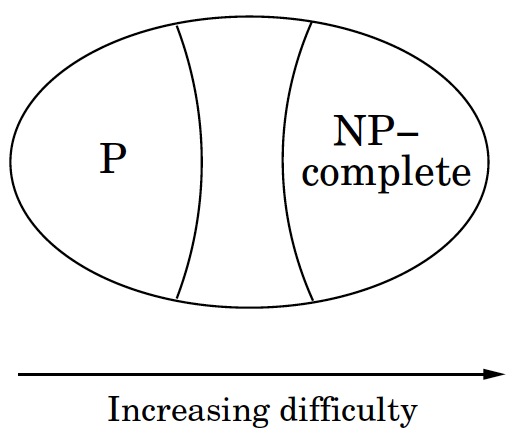 P
NP–
complete
Increasing difficulty